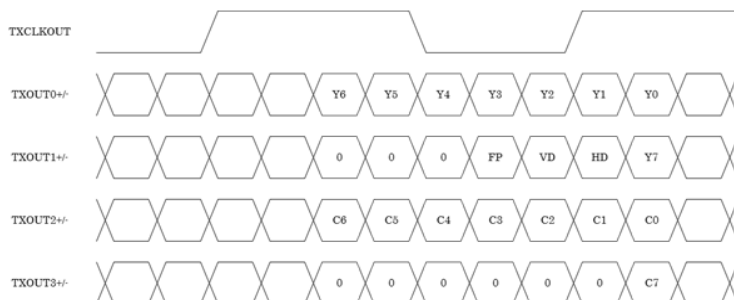 TXCLKOUT
TXOUT0+/- Y6 Y5 Y4 Y3 Y2 Y1 Y0
TXOUT1+/- 0 0 0 FP VD HD Y7
TXOUT2+/- C6 C5 C4 C3 C2 C1 C0
TXOUT3+/- 0 0 0 0 0 0 C7